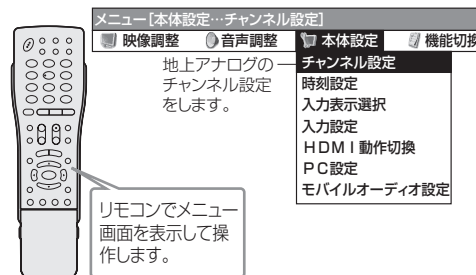 メニュー [本体設定…チャンネル設定]
映像調整 音声調整 本体設定 機能切換
地上アナログの
チャンネル設定
をします。
チャンネル設定
時刻設定
入力表示選択
入力設定
HDMI動作切換
PC設定
モバイルオーディオ設定
リモコンでメニュー
画面を表示して操
作します。